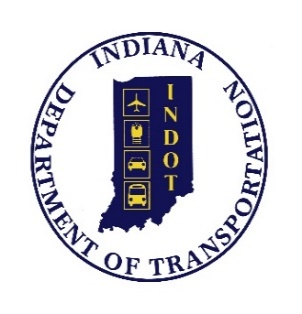 INDIANA
DEPARTMENT OF TRANSPORTATION
INDOT